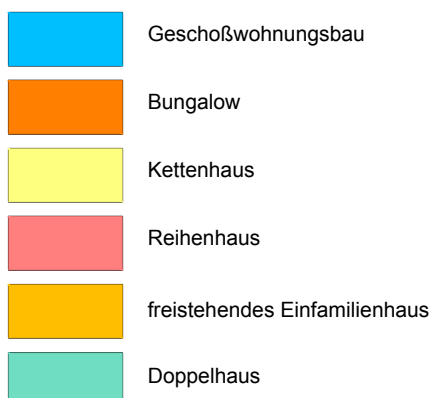 Geschoßwohnungsbau
Bungalow
Kettenhaus
Reihenhaus
freistehendes Einfamilienhaus
Doppelhaus